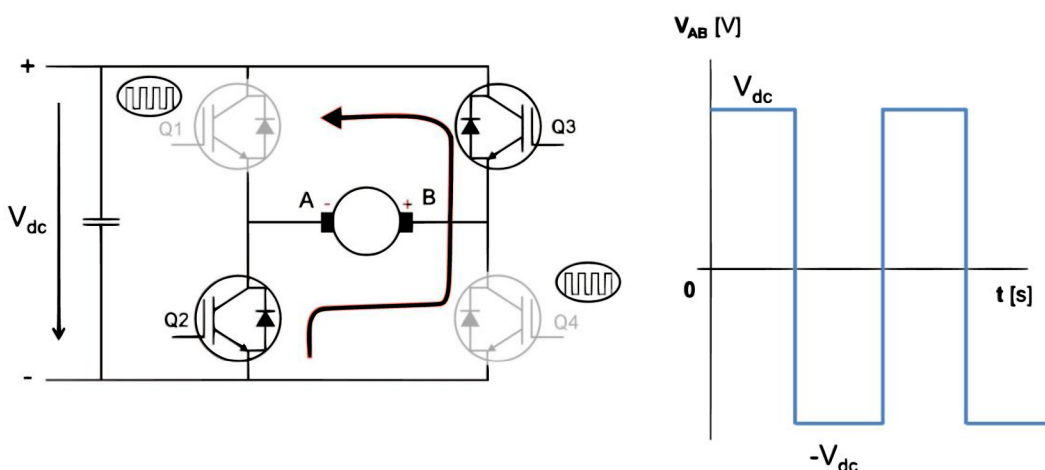 +
Q1
Q3
A - + B
V_dc
Q2
Q4
-
V_AB [V]
V_dc
0
t [s]
-V_dc